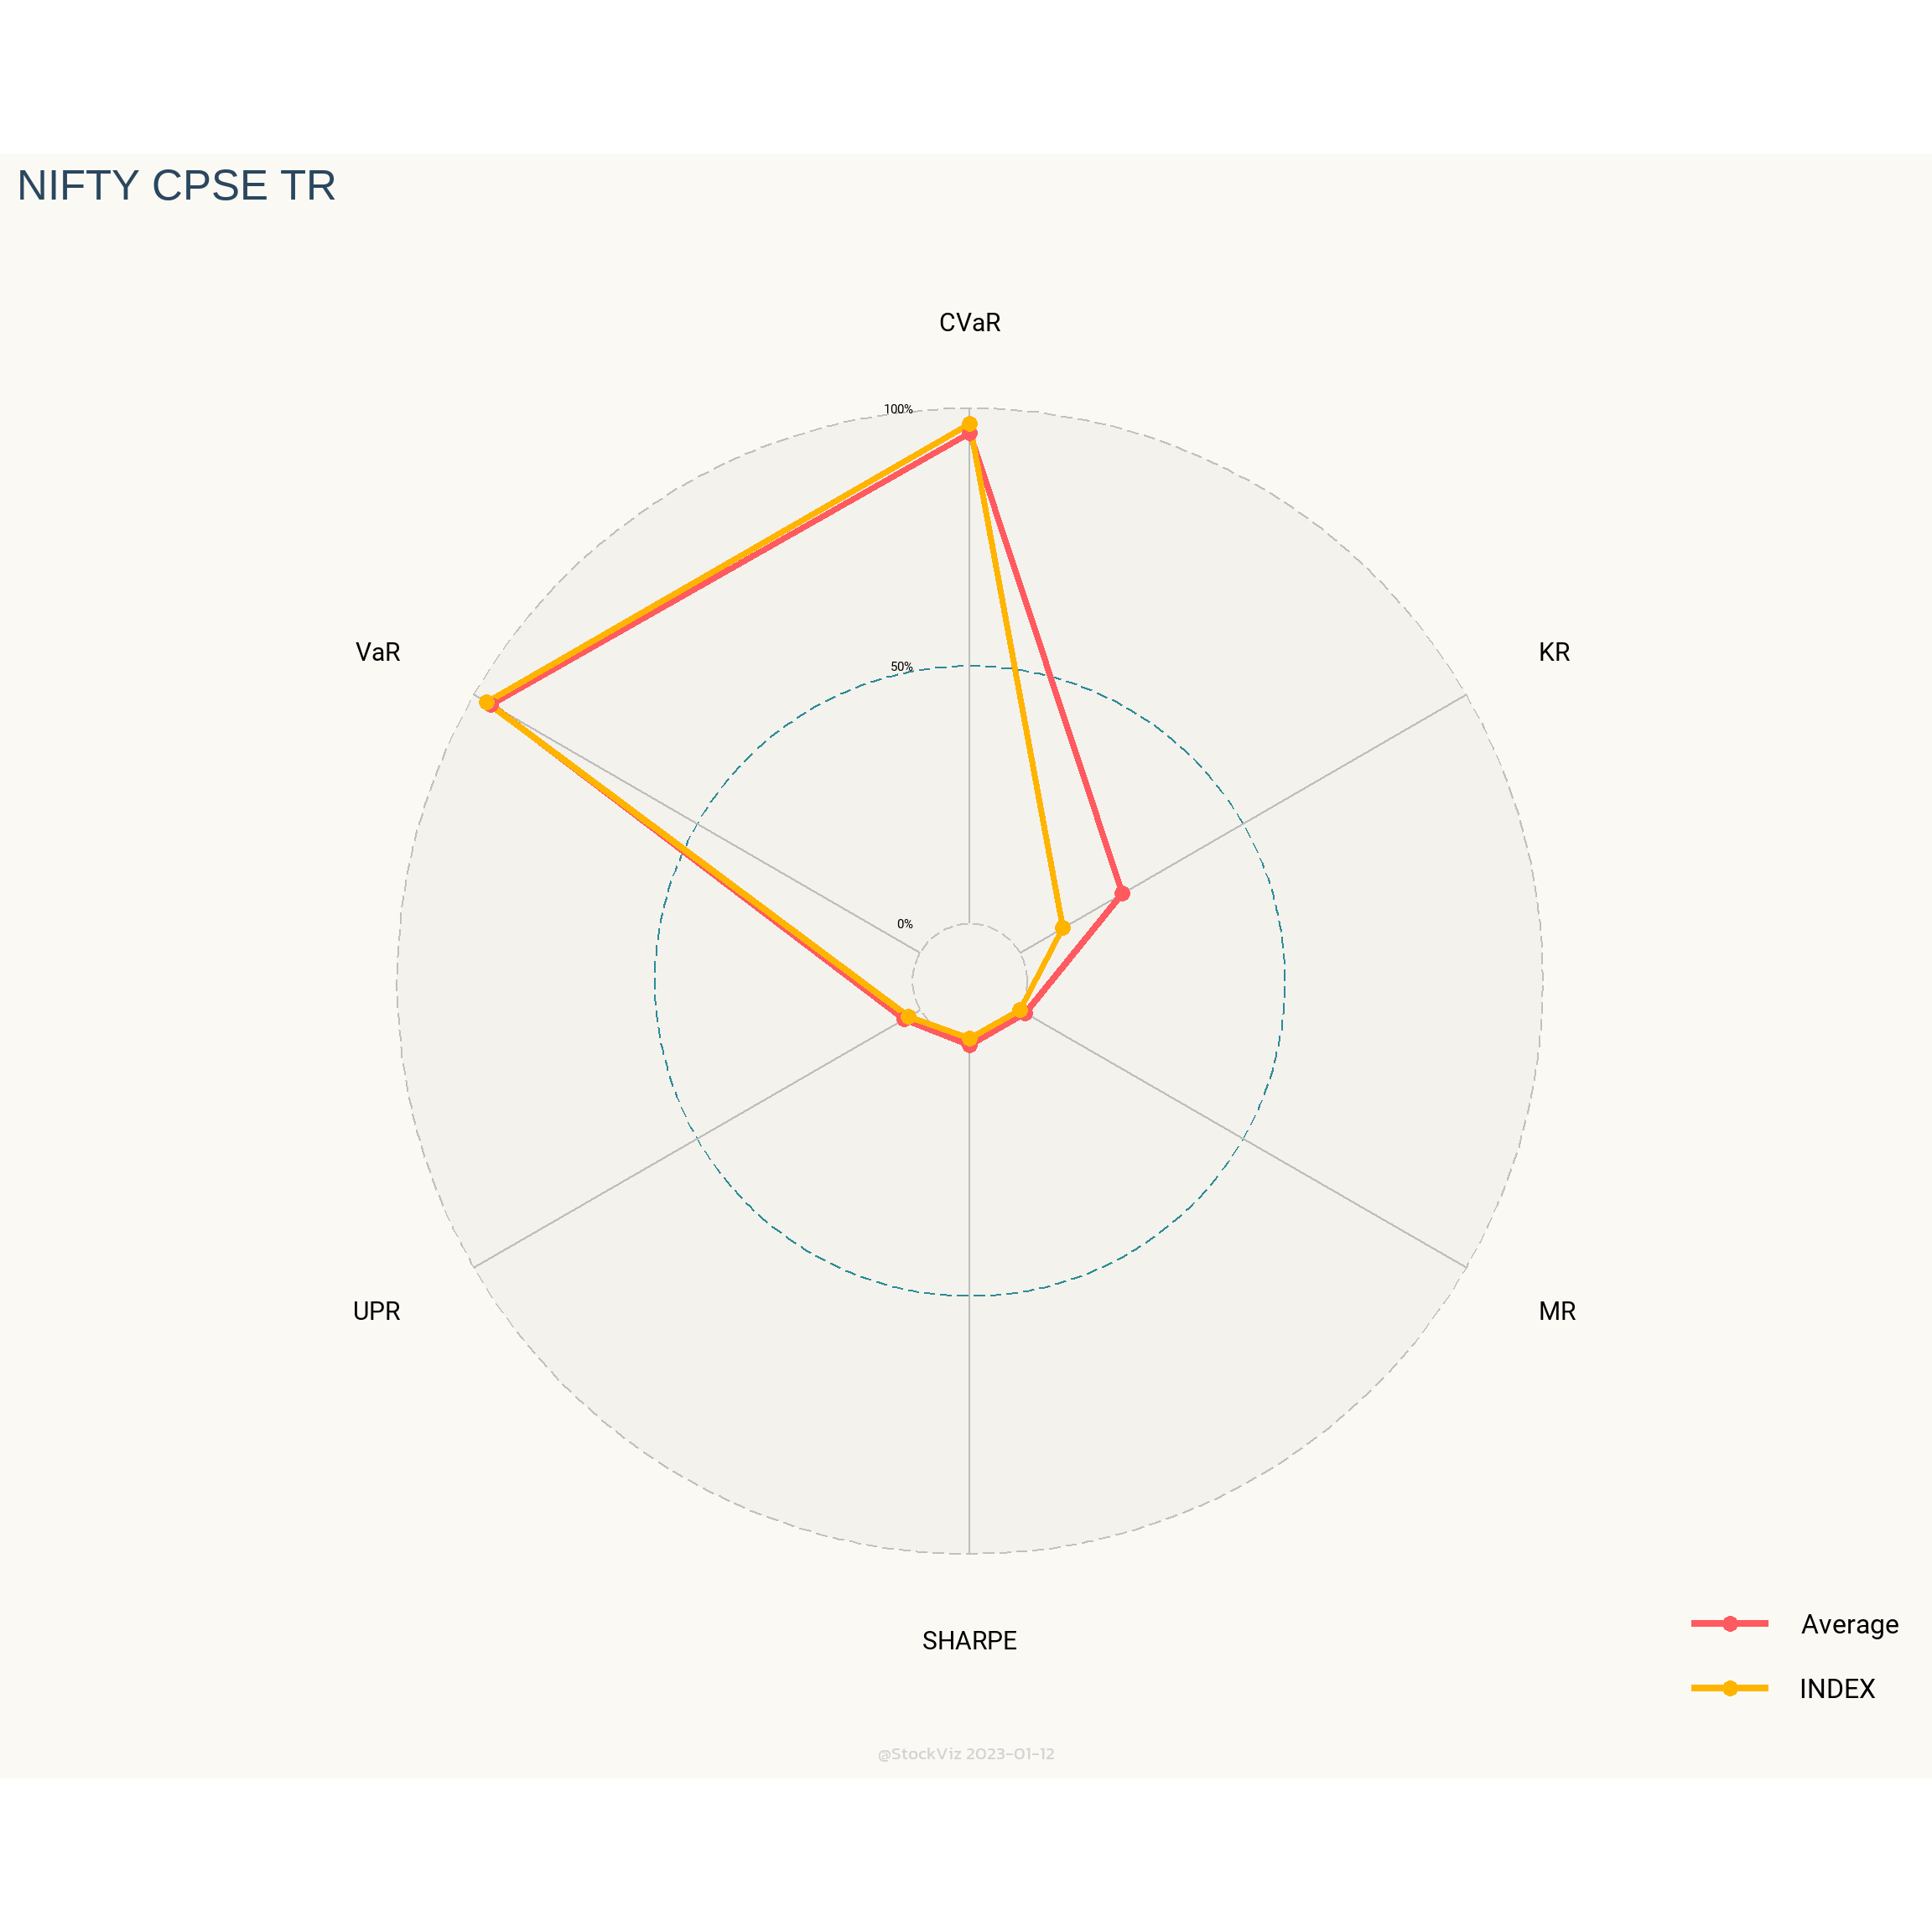 NIFTY CPSE TR
CVaR
100%
VaR
KR
50%
0%
UPR
MR
SHARPE
Average
INDEX
@StockViz 2023-01-12